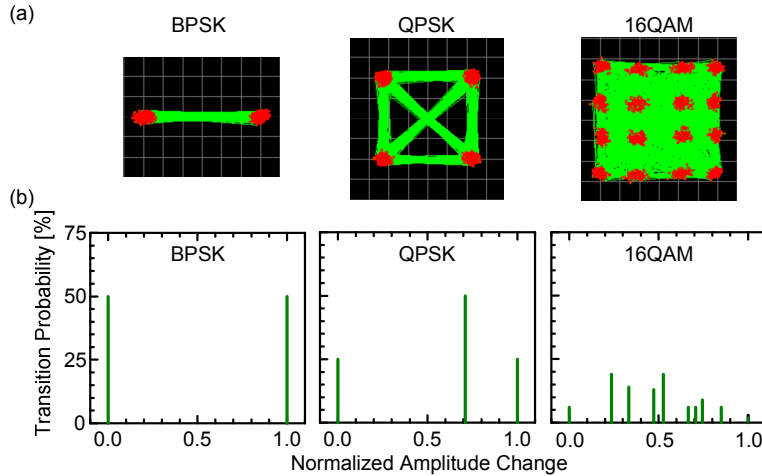 (a)
BPSK QPSK 16QAM
(b)
Transition Probability [%]
75
50
25
0
BPSK QPSK 16QAM
0.0 0.5 1.0 0.0 0.5 1.0 0.0 0.5 1.0
Normalized Amplitude Change